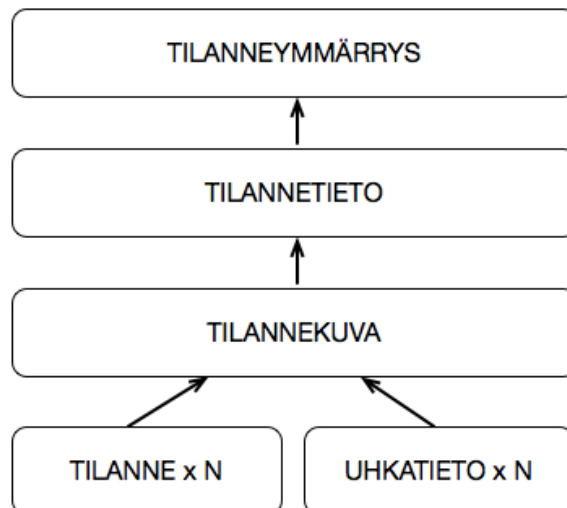 TILANNEYMMÄRRYS
TILANNETIETO
TILANNEKUVA
TILANNE x N
UHKATIETO x N